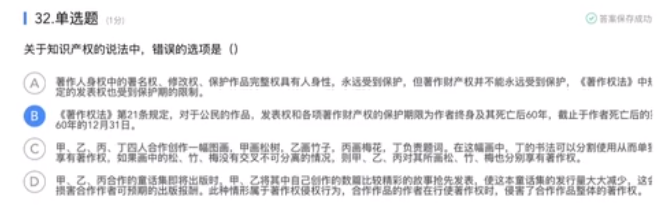 32.单选题 (1分)
答案保存成功
关于知识产权的说法中，错误的选项是（）
A 著作人身权中的署名权、修改权、保护作品完整权具有人身性，永远受到保护，但著作财产权并不能永远受到保护，《著作权法》中
定的发表权也受到保护期的限制。
B 《著作权法》第21条规定，对于公民的作品，发表权和各项著作财产权的保护期限为作者终身及其死亡后60年，截止于作者死亡后的
60年的12月31日。
C 甲、乙、丙、丁四人合作创作一幅图画，甲画松树，乙画竹子，丙画梅花，丁负责题词。在这幅画中，丁的书法可以分割使用从而单
享有著作权，如果画中的松、竹、梅没有交叉不可分离的情况，则甲、乙、丙对其所画松、竹、梅也分别享有著作权。
D 甲、乙、丙合作的童话集即将出版时，甲、乙将其中自己创作的数篇比较精彩的故事抢先发表，使这本童话集的发行量大大减少，这
损害合作作者可预期的出版报酬。此种情形属于著作权侵权行为，合作作品的作者在行使著作权时，侵害了合作作品整体的著作权。